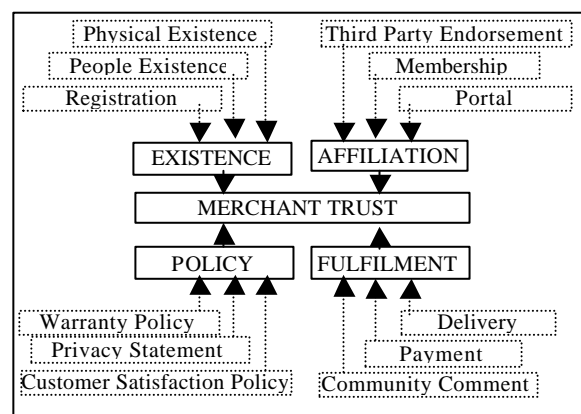 Physical Existence
Third Party Endorsement
People Existence
Membership
Registration
Portal
EXISTENCE
AFFILIATION
MERCHANT TRUST
POLICY
FULFILMENT
Warranty Policy
Delivery
Privacy Statement
Payment
Customer Satisfaction Policy
Community Comment